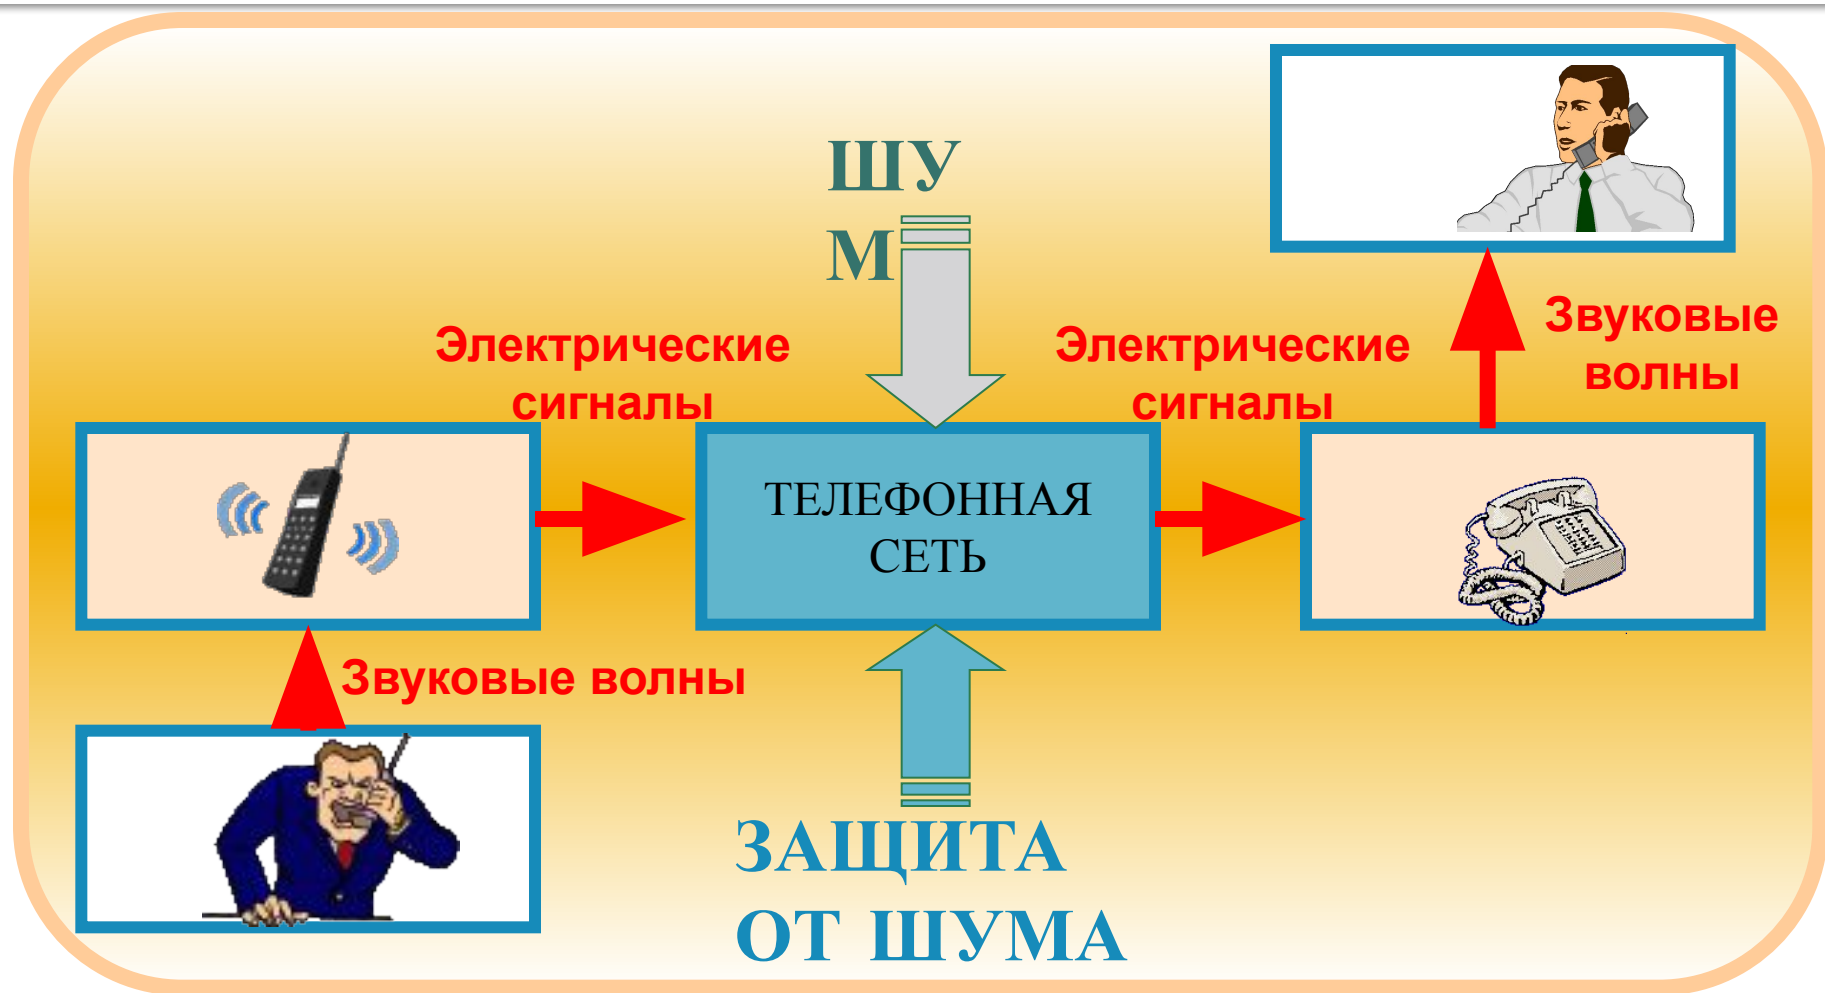 ШУ
М
Электрические
сигналы
Электрические
сигналы
Звуковые
волны
ТЕЛЕФОННАЯ
СЕТЬ
Звуковые волны
ЗАЩИТА
ОТ ШУМА